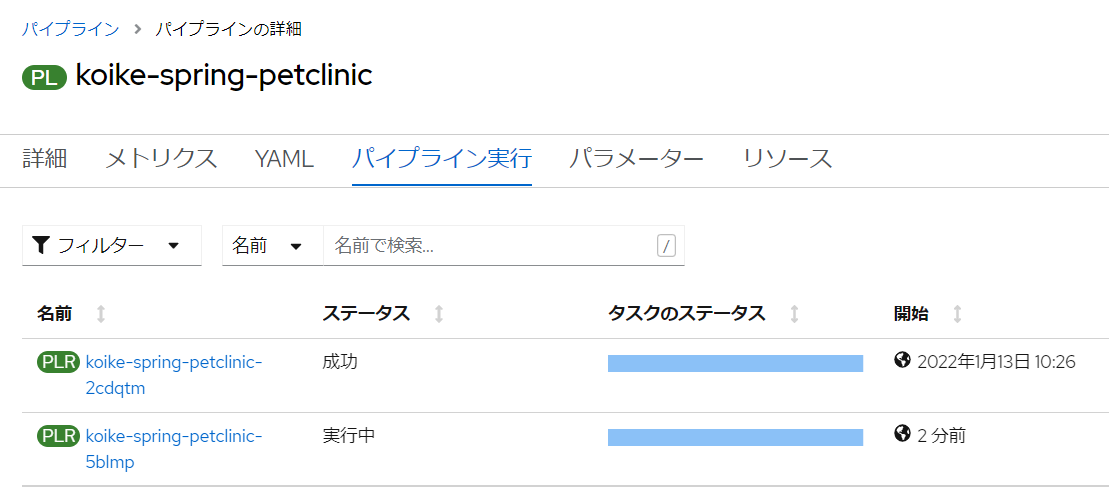 パイプライン > パイプラインの詳細
PL koike-spring-petclinic
詳細 メトリクス YAML パイプライン実行 パラメーター リソース
フィルター 名前 名前で検索... /
名前 ステータス タスクのステータス 開始
PLR koike-spring-petclinic-
2cdqtm
成功
2022年1月13日 10:26
PLR koike-spring-petclinic-
5blmp
実行中
2 分前